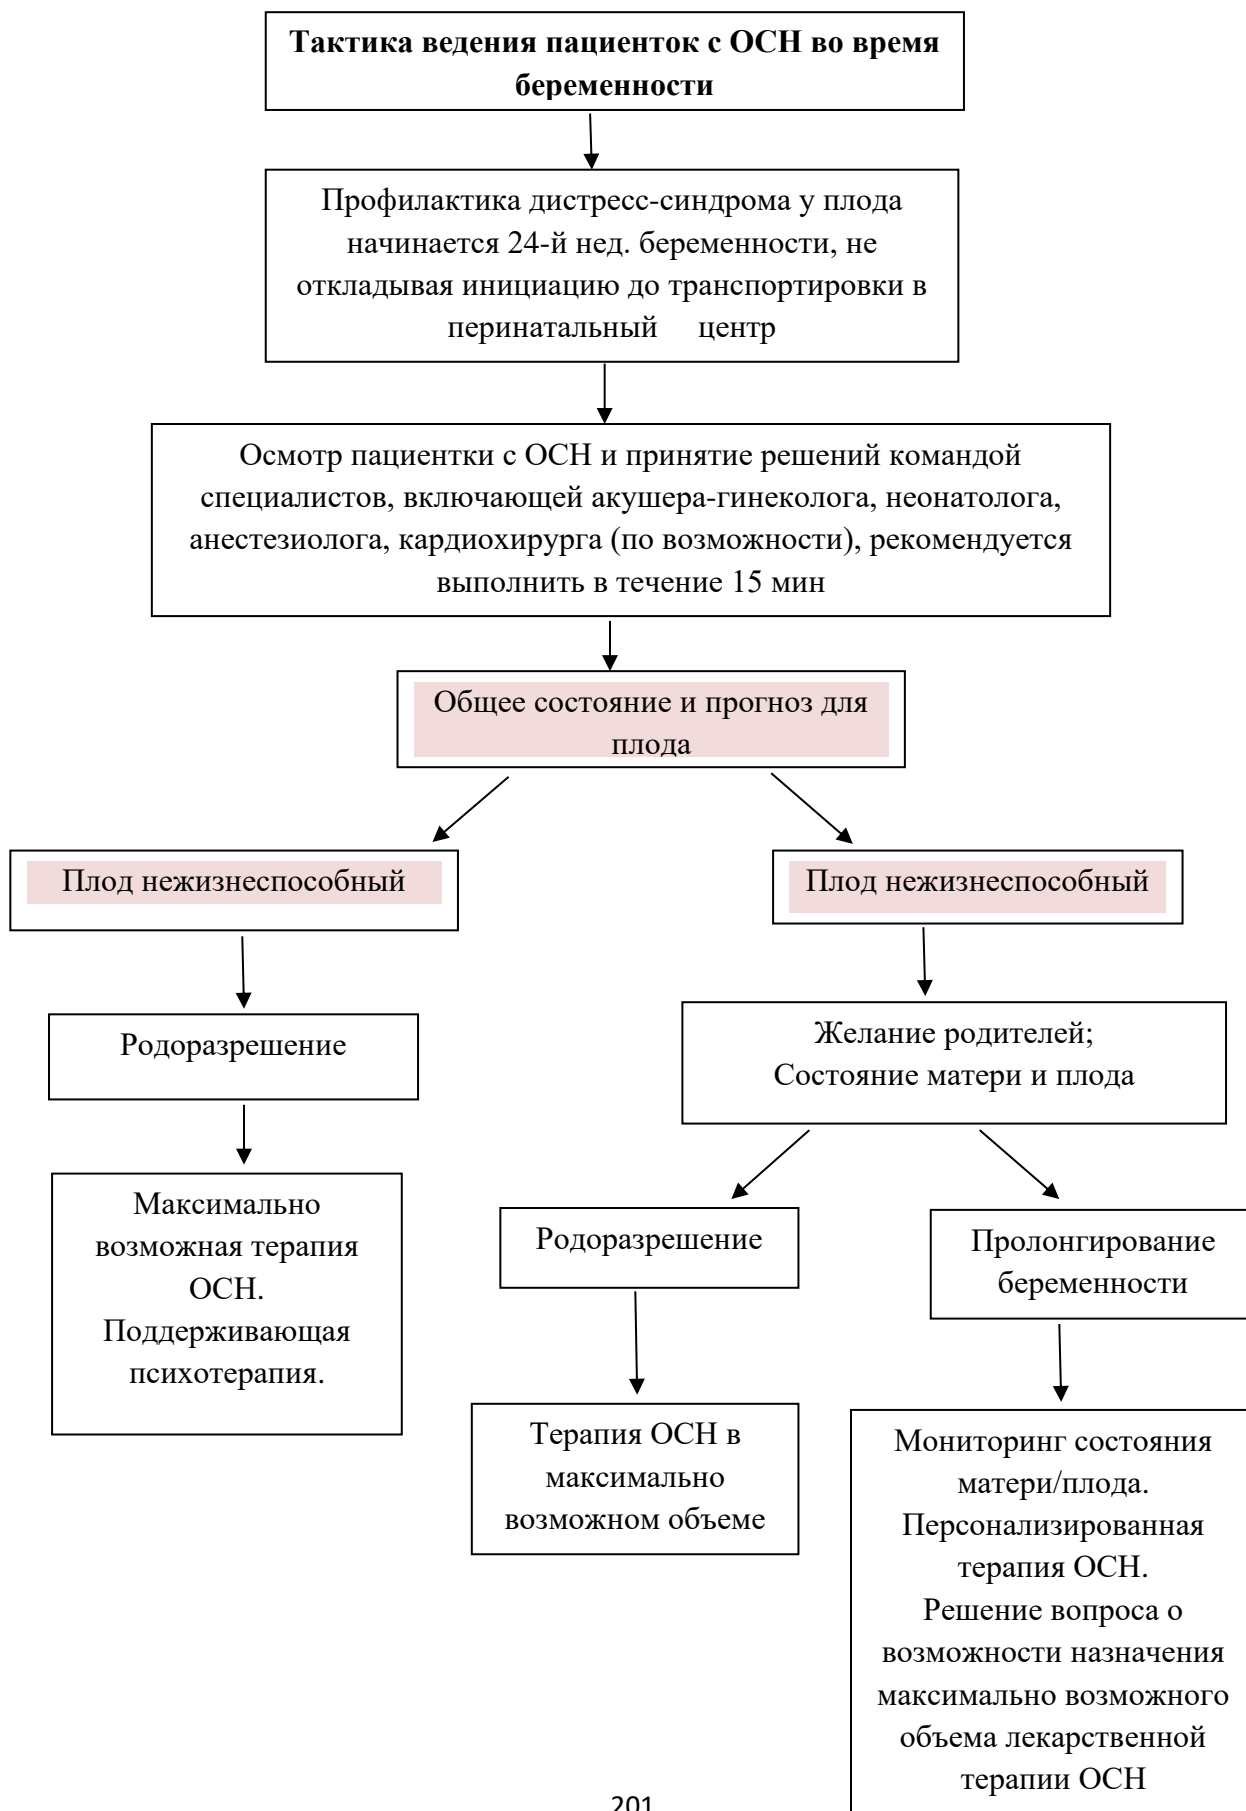 Тактика ведения пациенток с ОСН во время
беременности
Профилактика дистресс-синдрома у плода
начинается 24-й нед. беременности, не
откладывая инициацию до транспортировки в
перинатальный центр
Осмотр пациентки с ОСН и принятие решений командой
специалистов, включающей акушера-гинеколога, неонатолога,
анестезиолога, кардиохирурга (по возможности), рекомендуется
выполнить в течение 15 мин
Общее состояние и прогноз для
плода
Плод нежизнеспособный
Плод нежизнеспособный
Родоразрешение
Желание родителей;
Состояние матери и плода
Максимально
возможная терапия
ОСН.
Поддерживающая
психотерапия.
Родоразрешение
Пролонгирование
беременности
Терапия ОСН в
максимально
возможном объеме
Мониторинг состояния
матери/плода.
Персонализированная
терапия ОСН.
Решение вопроса о
возможности назначения
максимально возможного
объема лекарственной
терапии ОСН
201